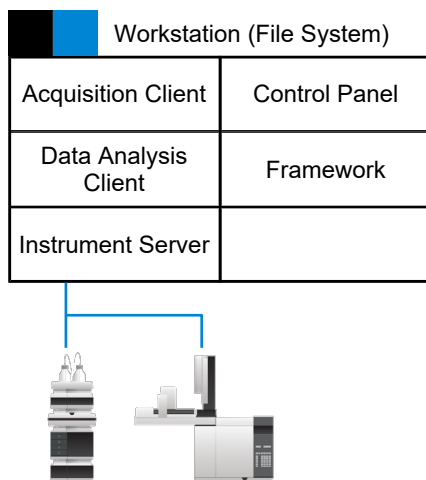 Workstation (File System)
Acquisition Client
Control Panel
Data Analysis
Client
Framework
Instrument Server